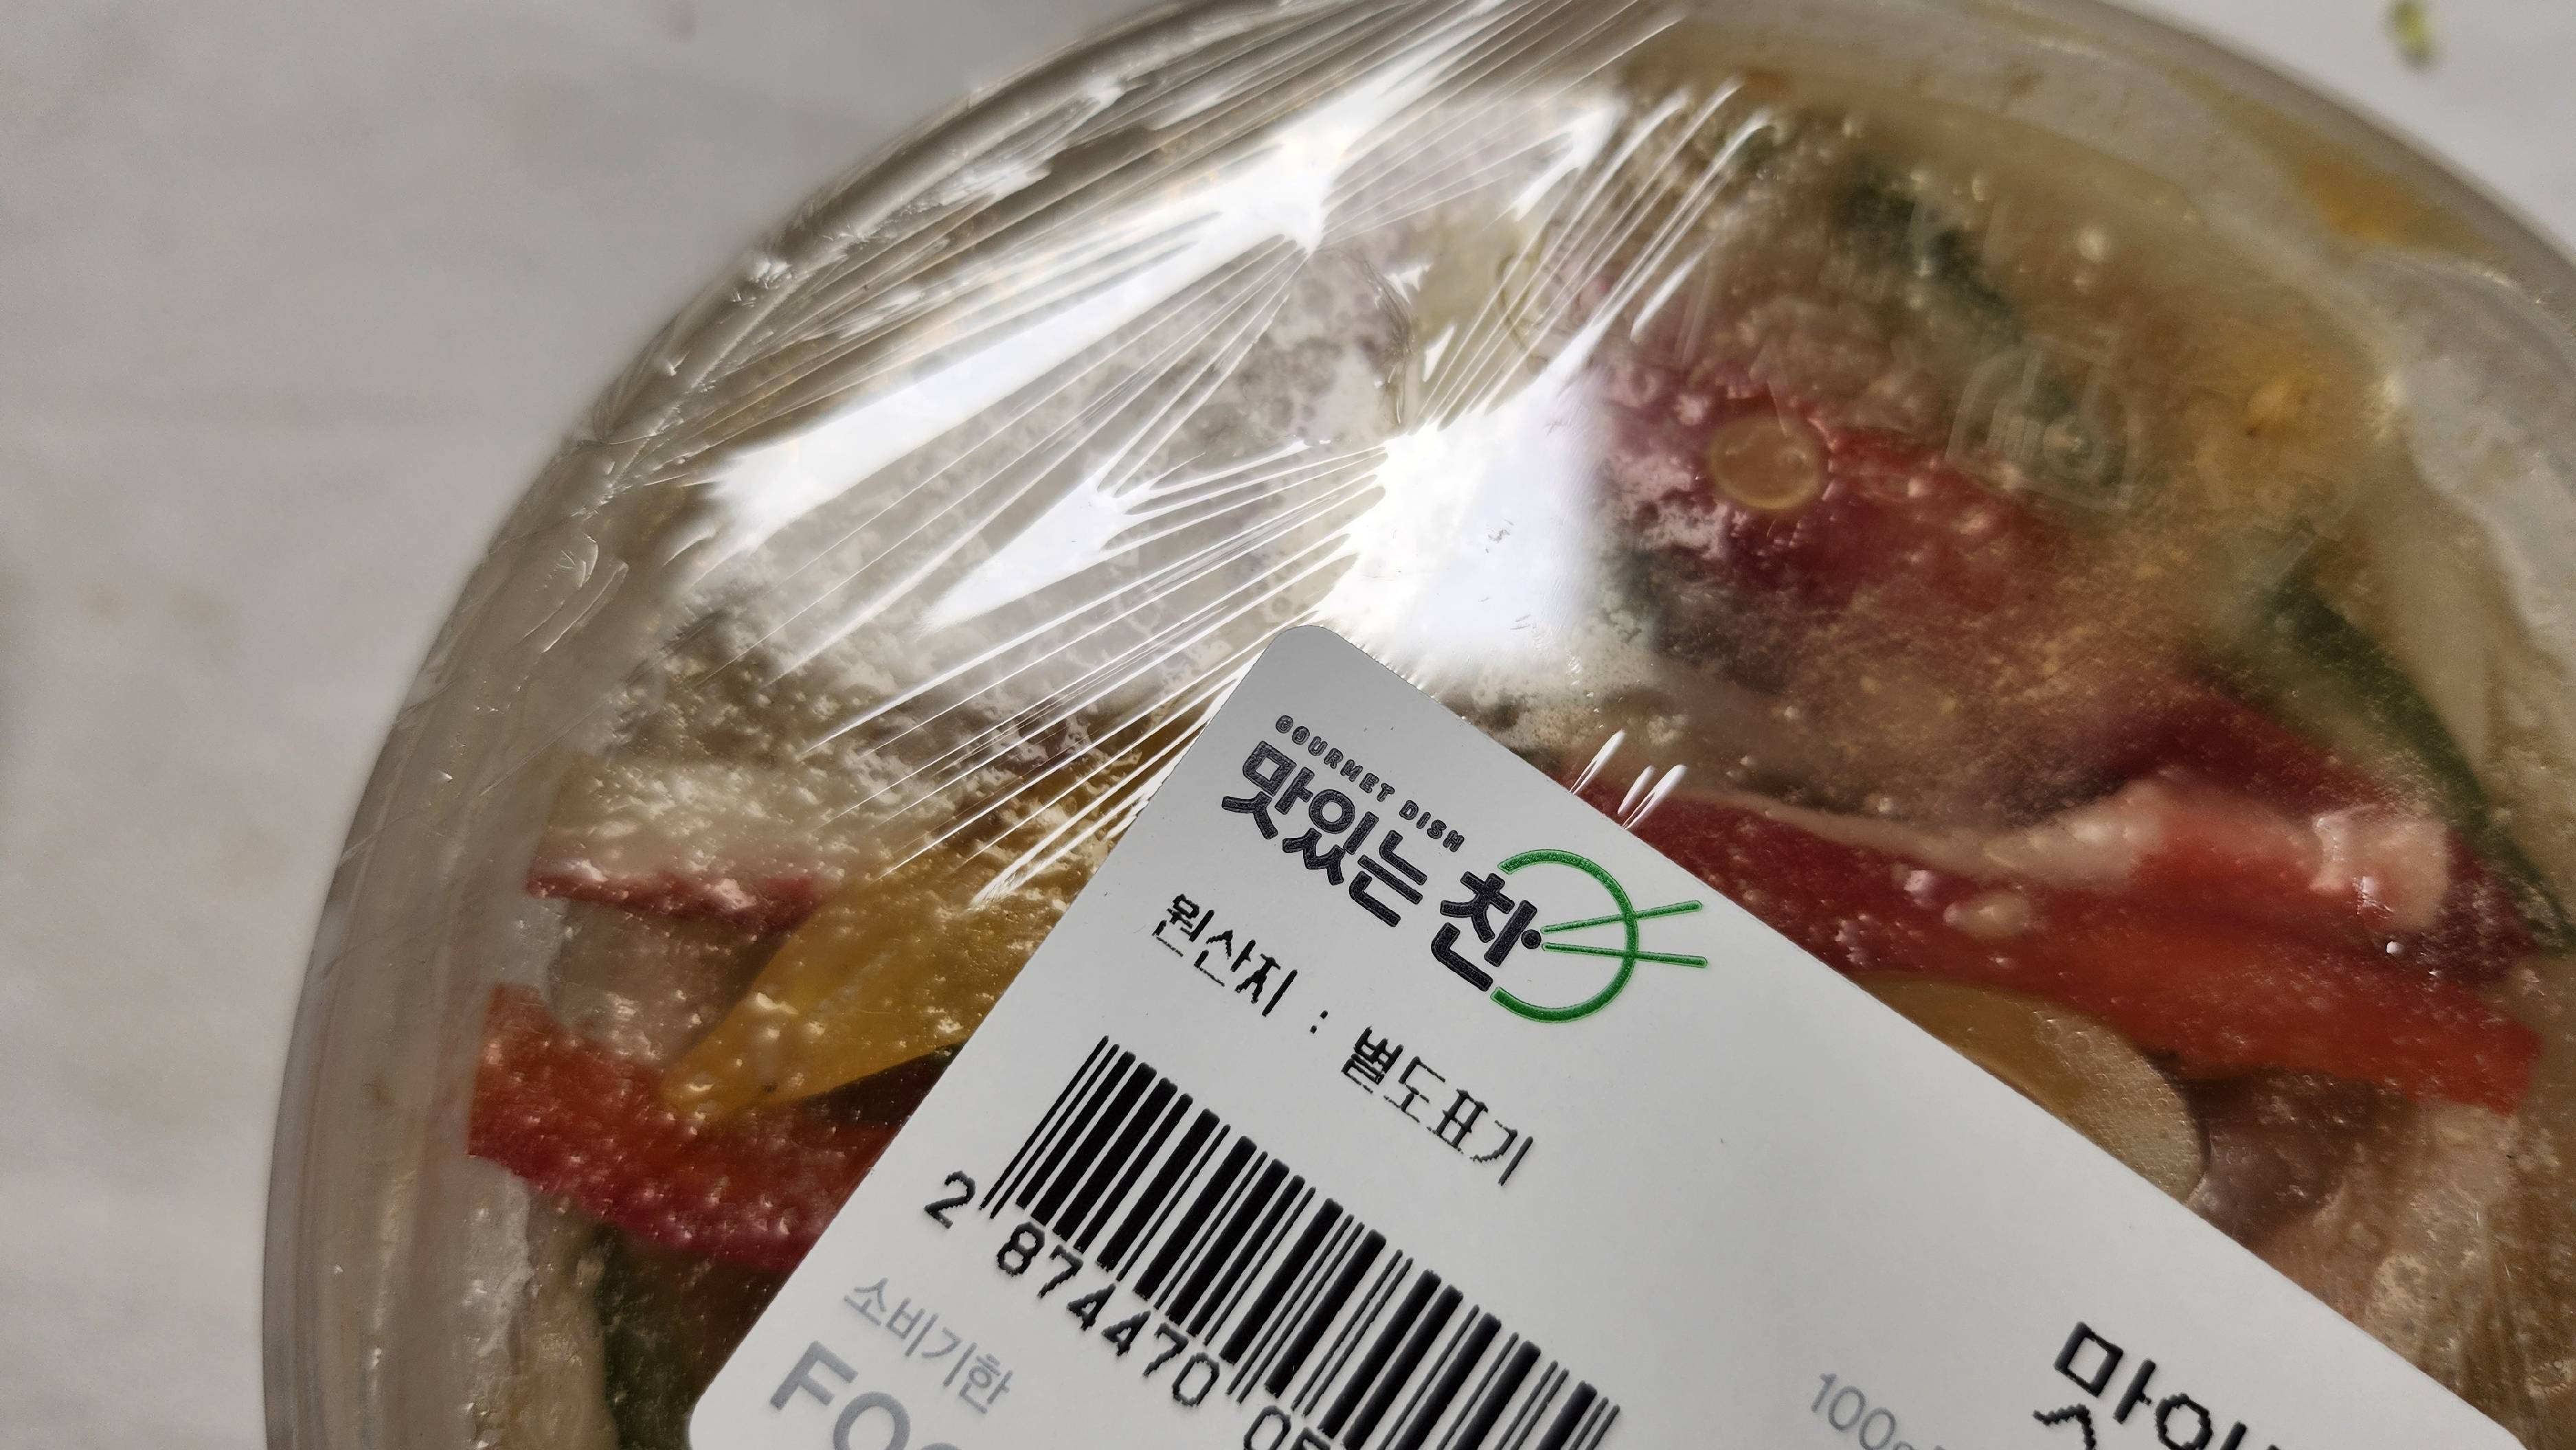 GOURMET DISH
맛있는 찬
원산지 : 별도표기
2 874470
소비기한